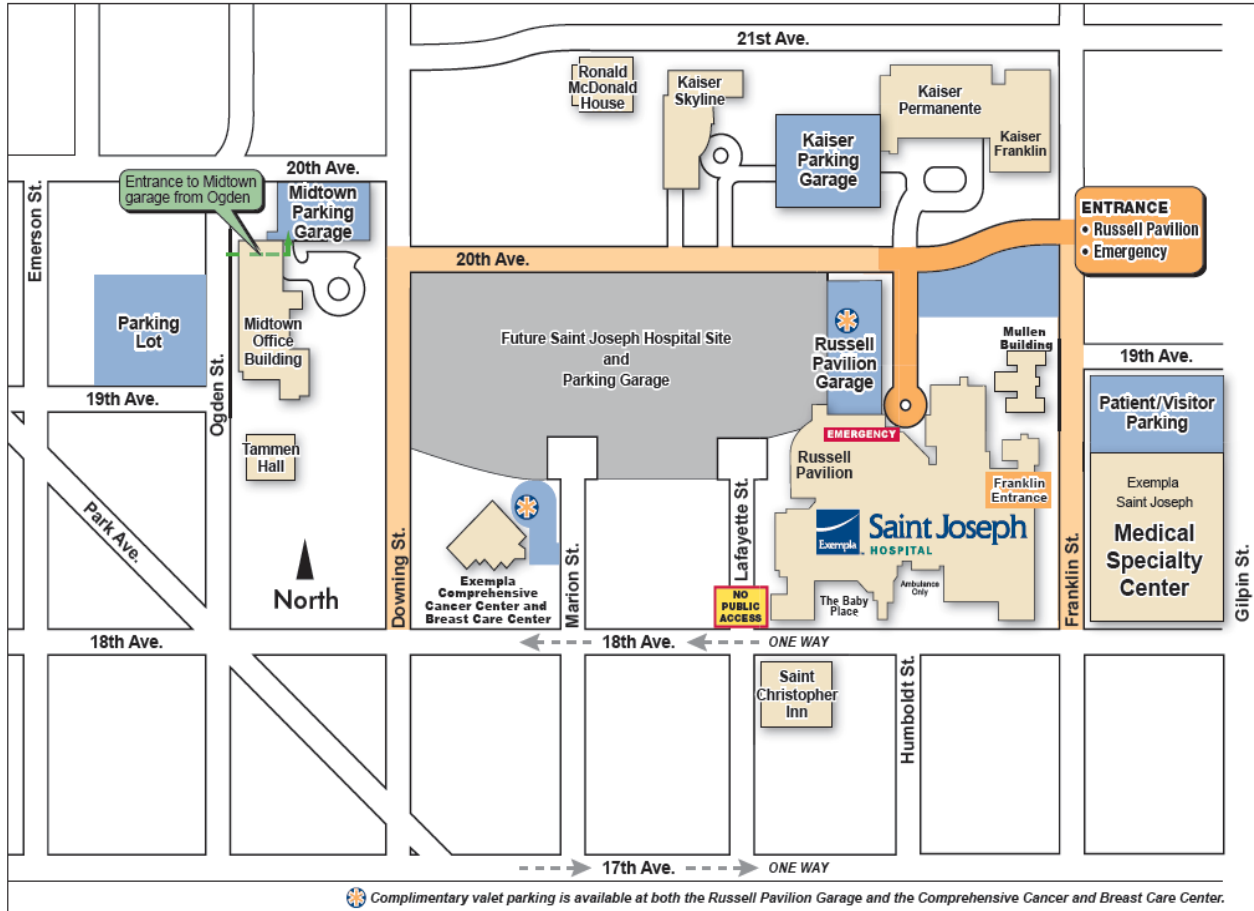 21st Ave.
Ronald
McDonald
House
Kaiser
Skyline
Kaiser
Permanente
Kaiser
Franklin
Kaiser
Parking
Garage
20th Ave.
Entrance to Midtown
garage from Ogden
Midtown
Parking
Garage
Emerson St.
ENTRANCE
• Russell Pavilion
• Emergency
20th Ave.
Parking
Lot
Midtown
Office
Building
Ogden St.
Future Saint Joseph Hospital Site
and
Parking Garage
Russell
Pavilion
Garage
Mullen
Building
19th Ave.
19th Ave.
Patient/Visitor
Parking
EMERGENCY
Tammen
Hall
Russell
Pavilion
Franklin
Entrance
Exempla
Saint Joseph
Medical
Specialty
Center
Park Ave.
Exempla
Saint Joseph
HOSPITAL
North
Downing St.
Exempla
Comprehensive
Cancer Center and
Breast Care Center
Marion St.
Lafayette St.
NO
PUBLIC
ACCESS
The Baby
Place
Ambulance
Only
Franklin St.
Gilpin St.
18th Ave.
18th Ave.
ONE WAY
Saint
Christopher
Inn
Humboldt St.
17th Ave.
ONE WAY
Complimentary valet parking is available at both the Russell Pavilion Garage and the Comprehensive Cancer and Breast Care Center.